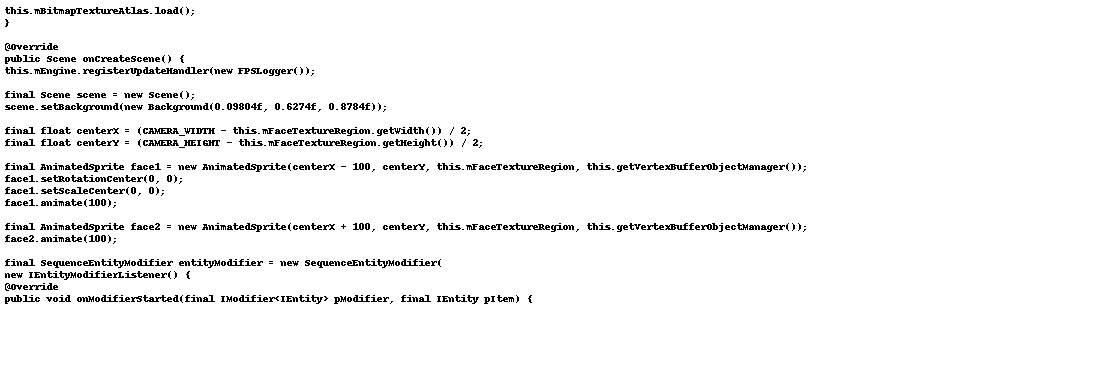 this.mBitmapTextureAtlas.load();
}
@Override
public Scene onCreateScene() {
this.mEngine.registerUpdateHandler(new FPSLogger());
final Scene scene = new Scene();
scene.setBackground(new Background(0.09804f, 0.6274f, 0.8784f));
final float centerX = (CAMERA_WIDTH - this.mFaceTextureRegion.getWidth()) / 2;
final float centerY = (CAMERA_HEIGHT - this.mFaceTextureRegion.getHeight()) / 2;
final AnimatedSprite face1 = new AnimatedSprite(centerX - 100, centerY, this.mFaceTextureRegion, this.getVertexBufferObjectManager());
face1.setRotationCenter(0, 0);
face1.setScaleCenter(0, 0);
face1.animate(100);
final AnimatedSprite face2 = new AnimatedSprite(centerX + 100, centerY, this.mFaceTextureRegion, this.getVertexBufferObjectManager());
face2.animate(100);
final SequenceEntityModifier entityModifier = new SequenceEntityModifier(
new IEntityModifierListener() {
@Override
public void onModifierStarted(final IModifier<IEntity> pModifier, final IEntity pItem) {